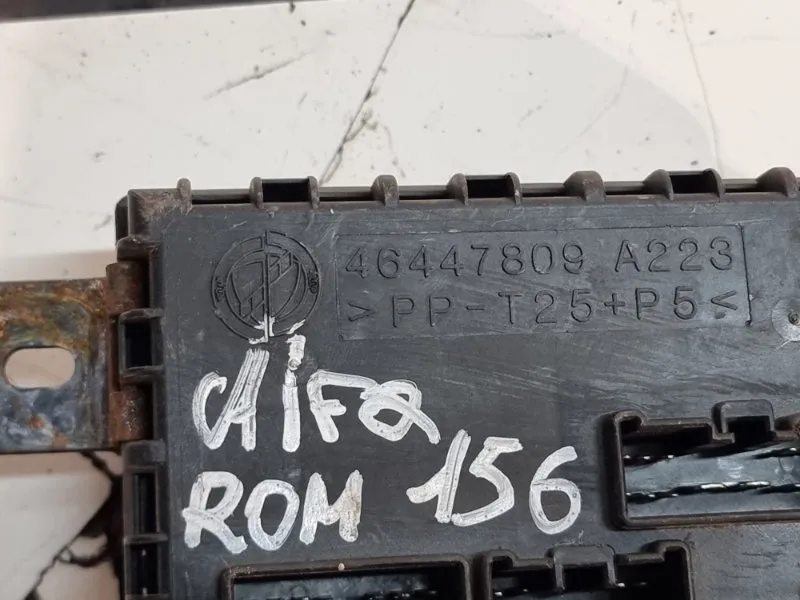 46447809 A223
>PP-T25+P5<
Alfa
ROM 156